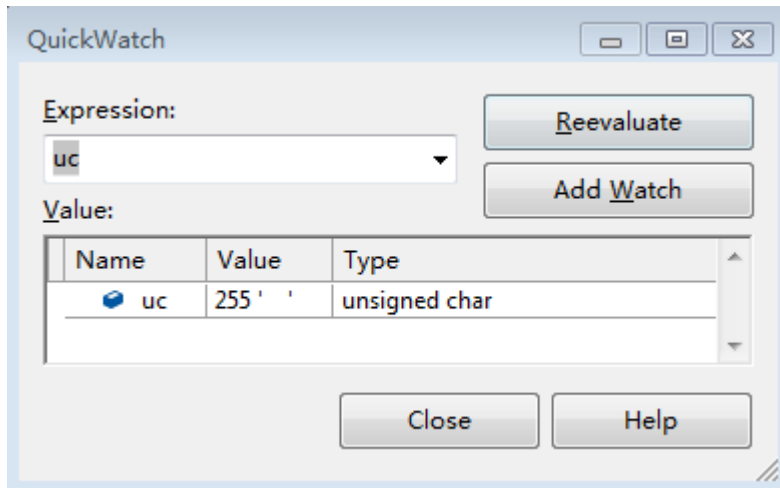 QuickWatch
Expression:
Reevaluate
uc
Add Watch
Value:
Name Value Type
uc 255 ' ' unsigned char
Close Help